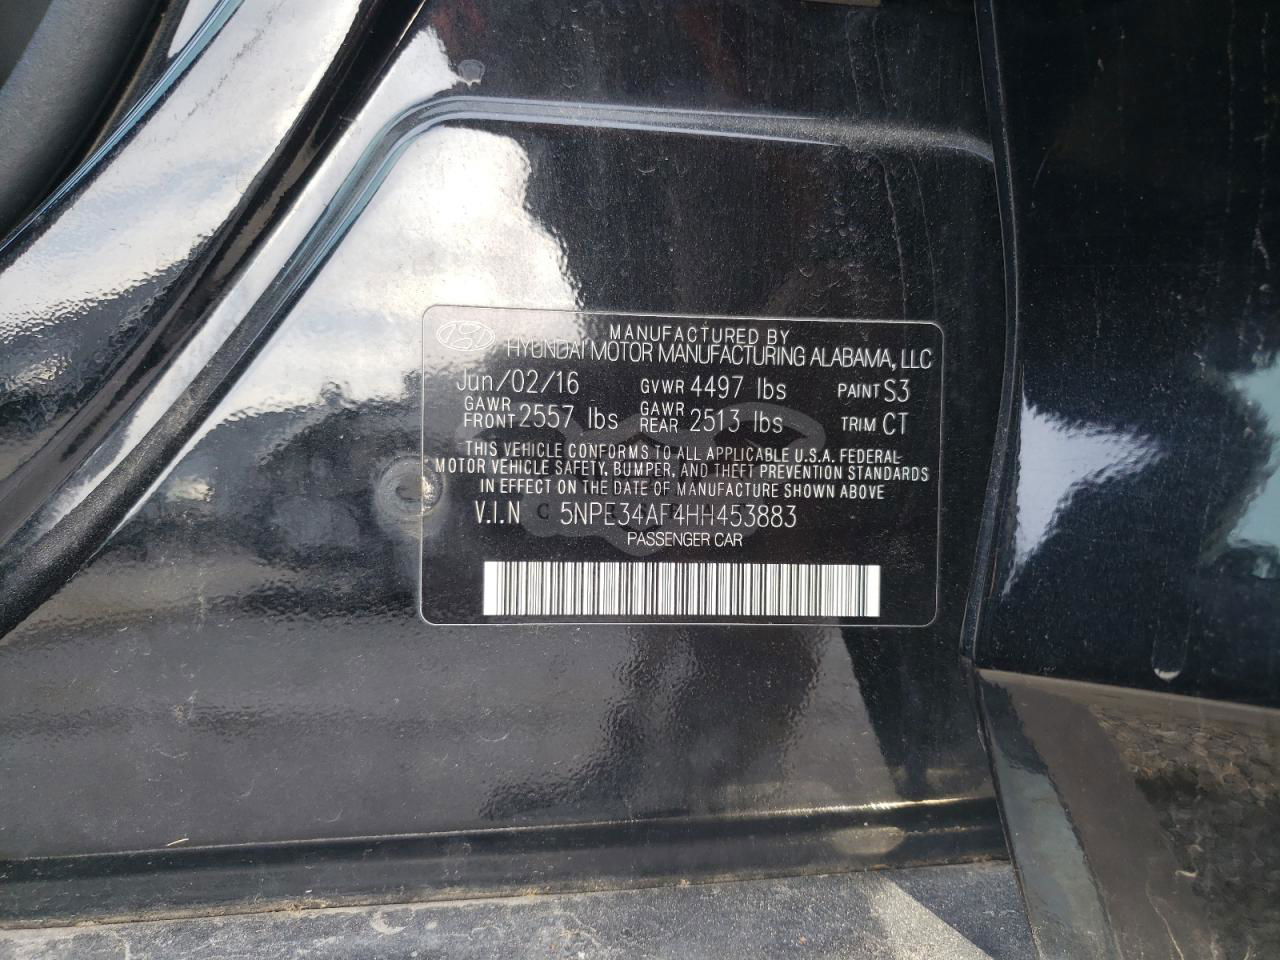 MANUFACTURED BY
HYUNDAI MOTOR MANUFACTURING ALABAMA, LLC
Jun/02/16 GVWR 4497 lbs PAINT S3
GAWR FRONT 2557 lbs GAWR REAR 2513 lbs TRIM CT
THIS VEHICLE CONFORMS TO ALL APPLICABLE U.S.A. FEDERAL
MOTOR VEHICLE SAFETY, BUMPER, AND THEFT PREVENTION STANDARDS
IN EFFECT ON THE DATE OF MANUFACTURE SHOWN ABOVE
V.I.N 5NPE34AF4HH453883
PASSENGER CAR